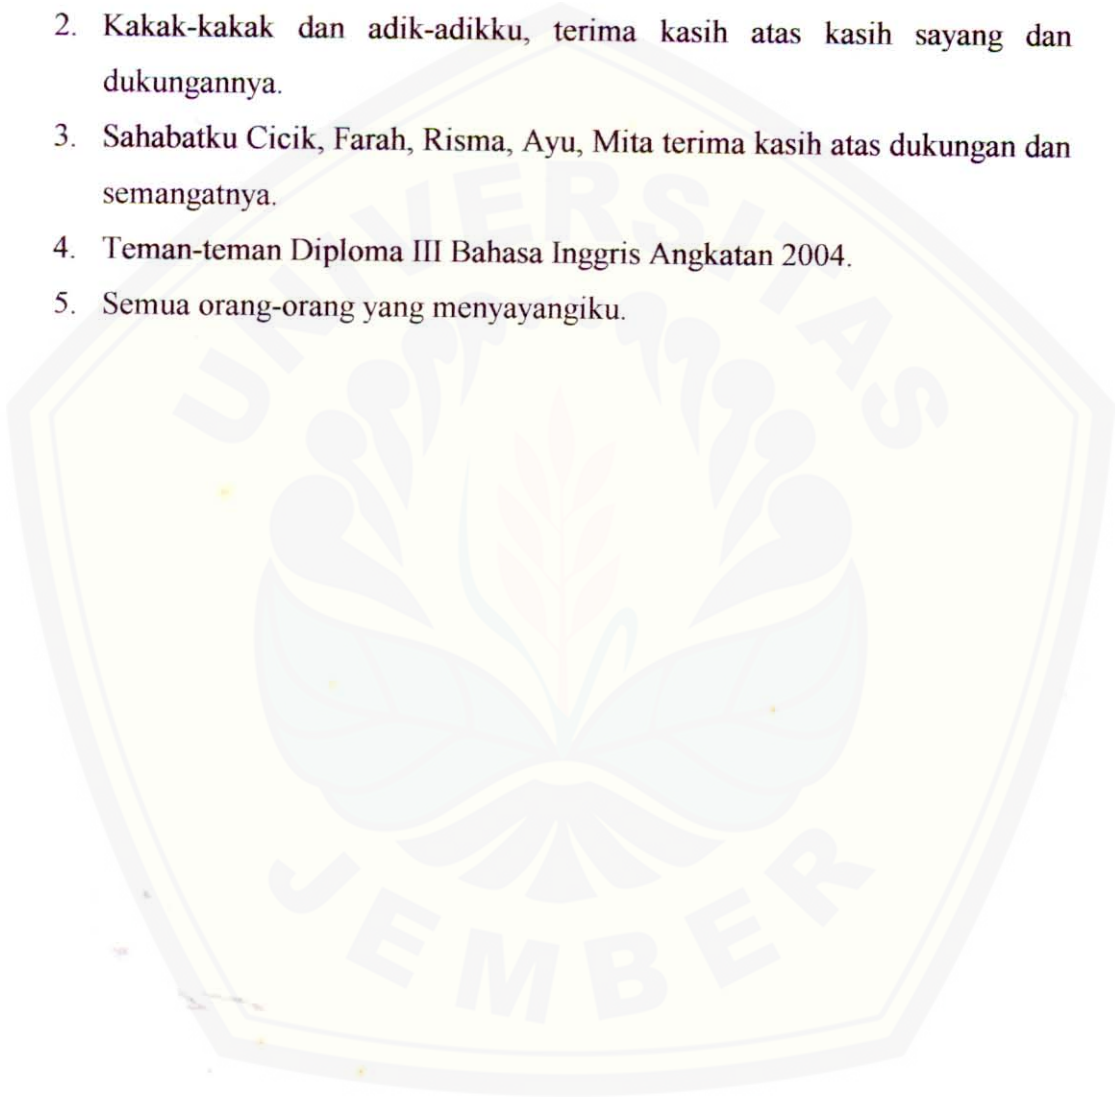 2. Kakak-kakak dan adik-adikku, terima kasih atas kasih sayang dan
dukungannya.
3. Sahabatku Cicik, Farah, Risma, Ayu, Mita terima kasih atas dukungan dan
semangatnya.
4. Teman-teman Diploma III Bahasa Inggris Angkatan 2004.
5. Semua orang-orang yang menyayangiku.
UNIVERSITAS
JEMBER